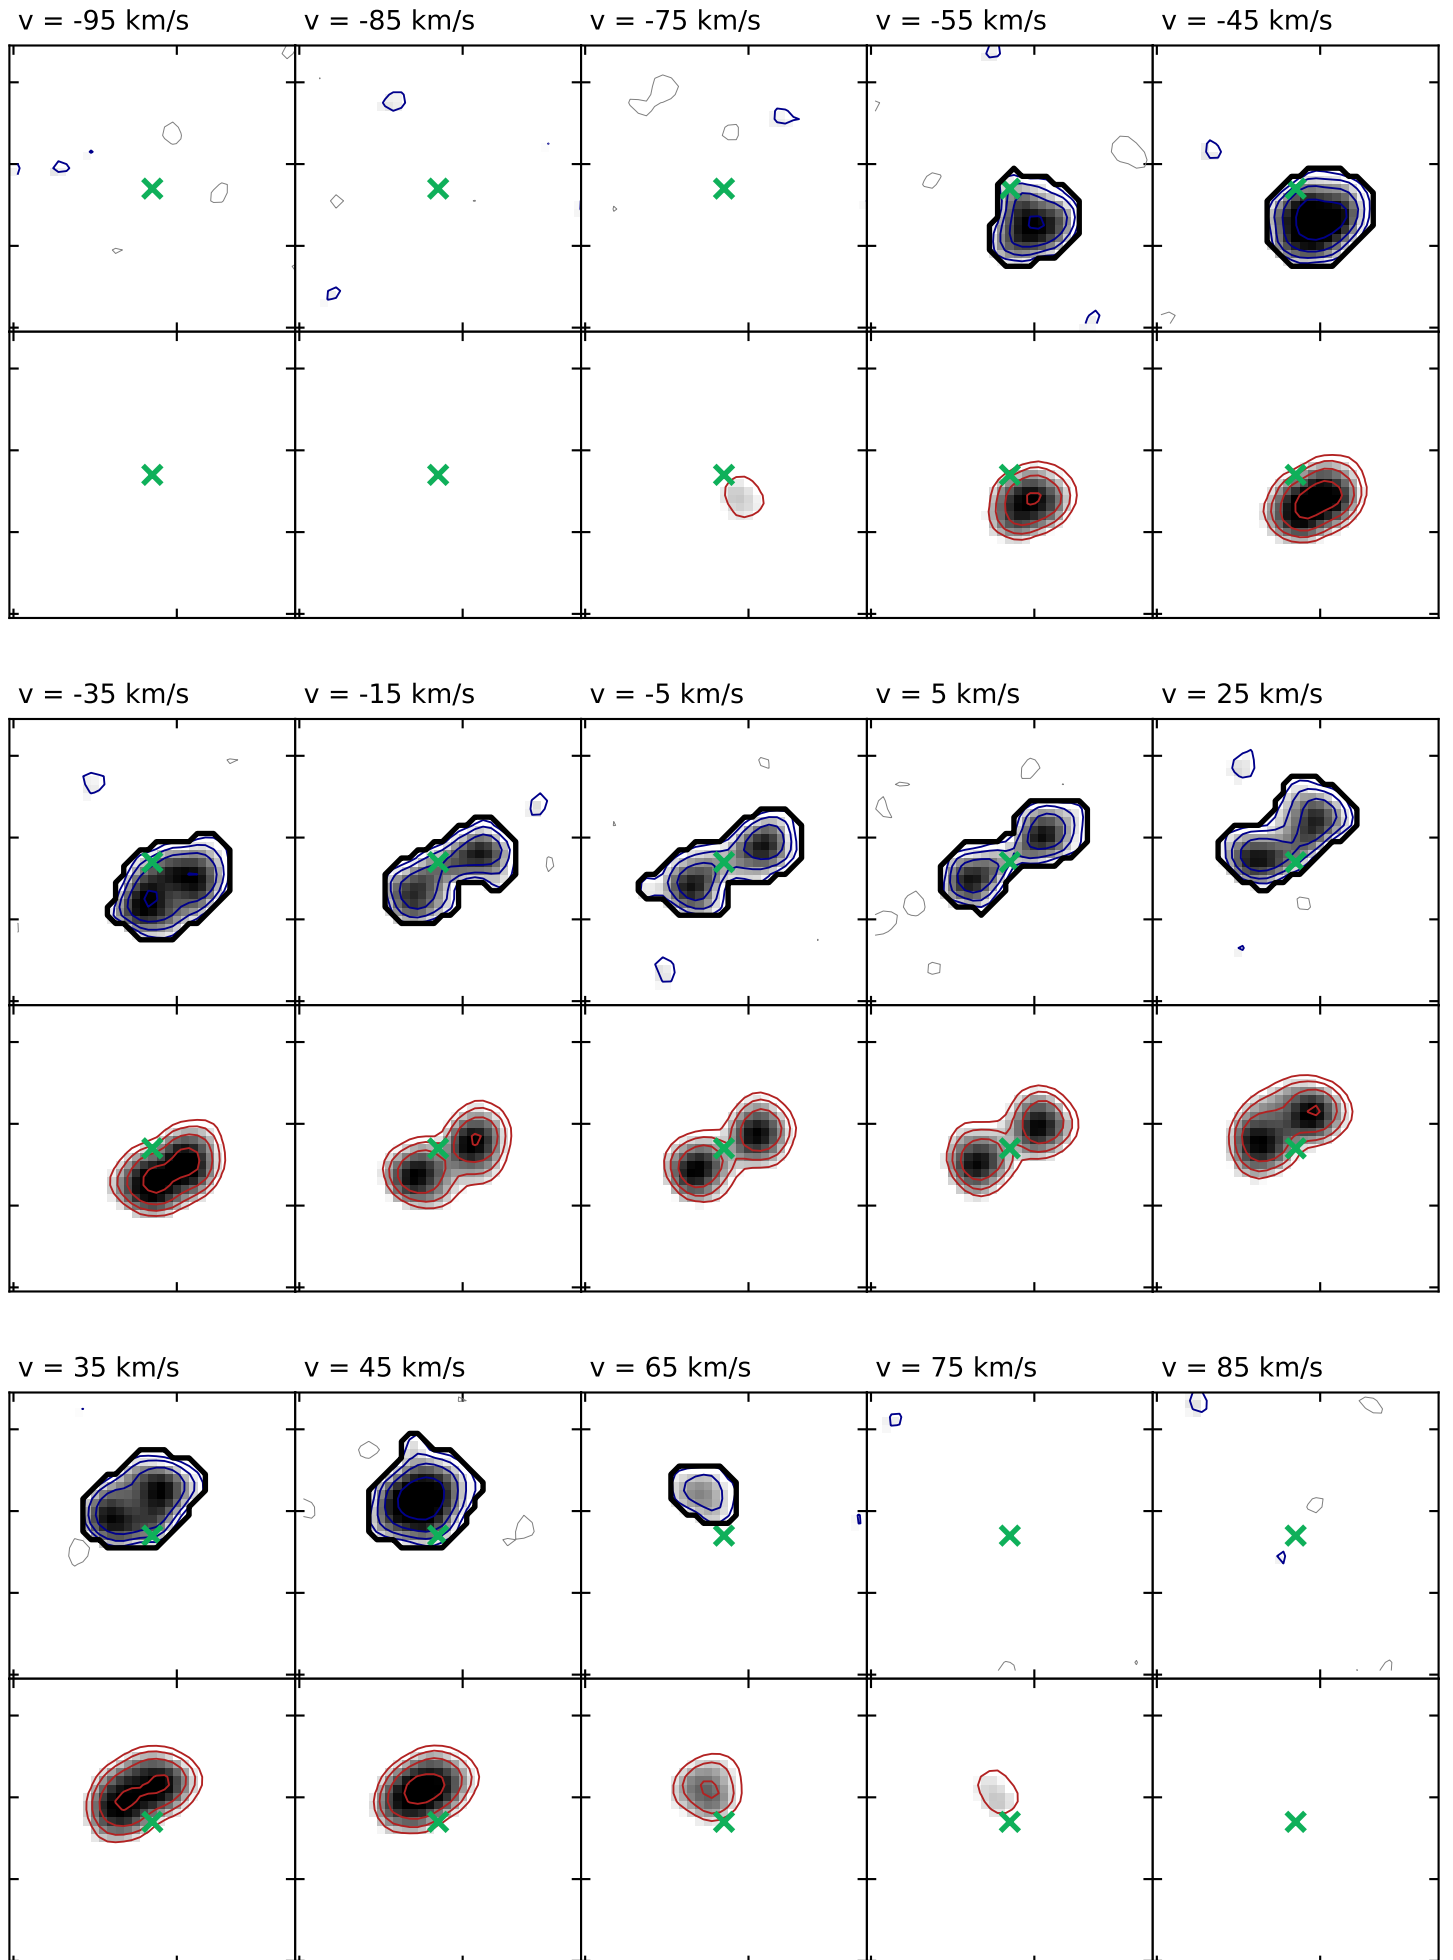 v = -95 km/s
v = -85 km/s
v = -75 km/s
v = -55 km/s
v = -45 km/s
v = -35 km/s
v = -15 km/s
v = -5 km/s
v = 5 km/s
v = 25 km/s
v = 35 km/s
v = 45 km/s
v = 65 km/s
v = 75 km/s
v = 85 km/s